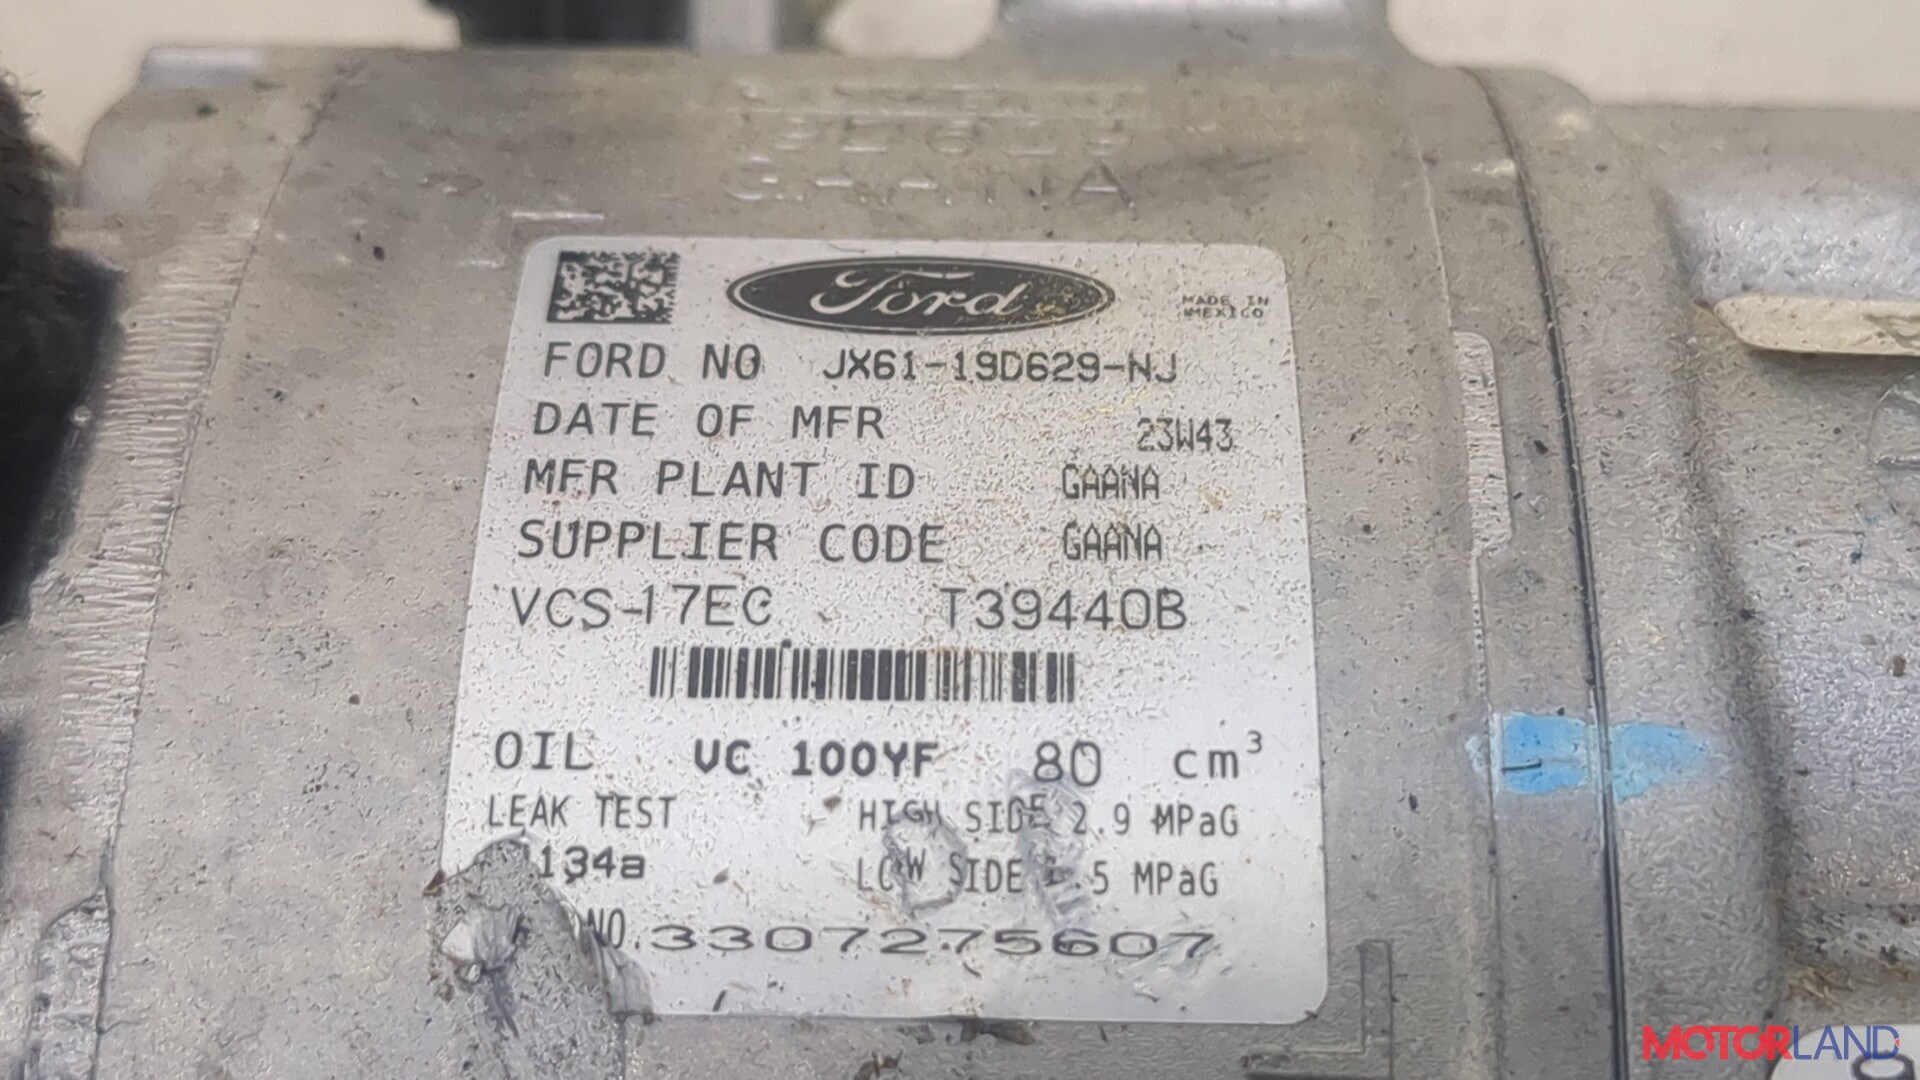 Ford
MADE IN
MEXICO
FORD NO JX61-19D629-NJ
DATE OF MFR 23W43
MFR PLANT ID GAANA
SUPPLIER CODE GAANA
VCS-17EC T39440B
OIL VC 100YF 80 cm³
LEAK TEST HIGH SIDE 2.9 MPaG
134a LOW SIDE .5 MPaG
NO. 3307275607
MOTORLAND